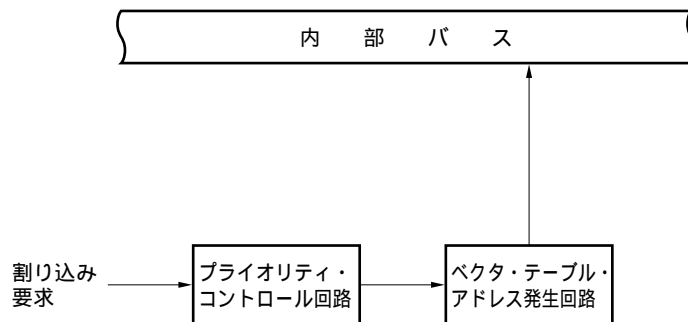 内部バス
割り込み
要求
プライオリティ・
コントロール回路
ベクタ・テーブル・
アドレス発生回路